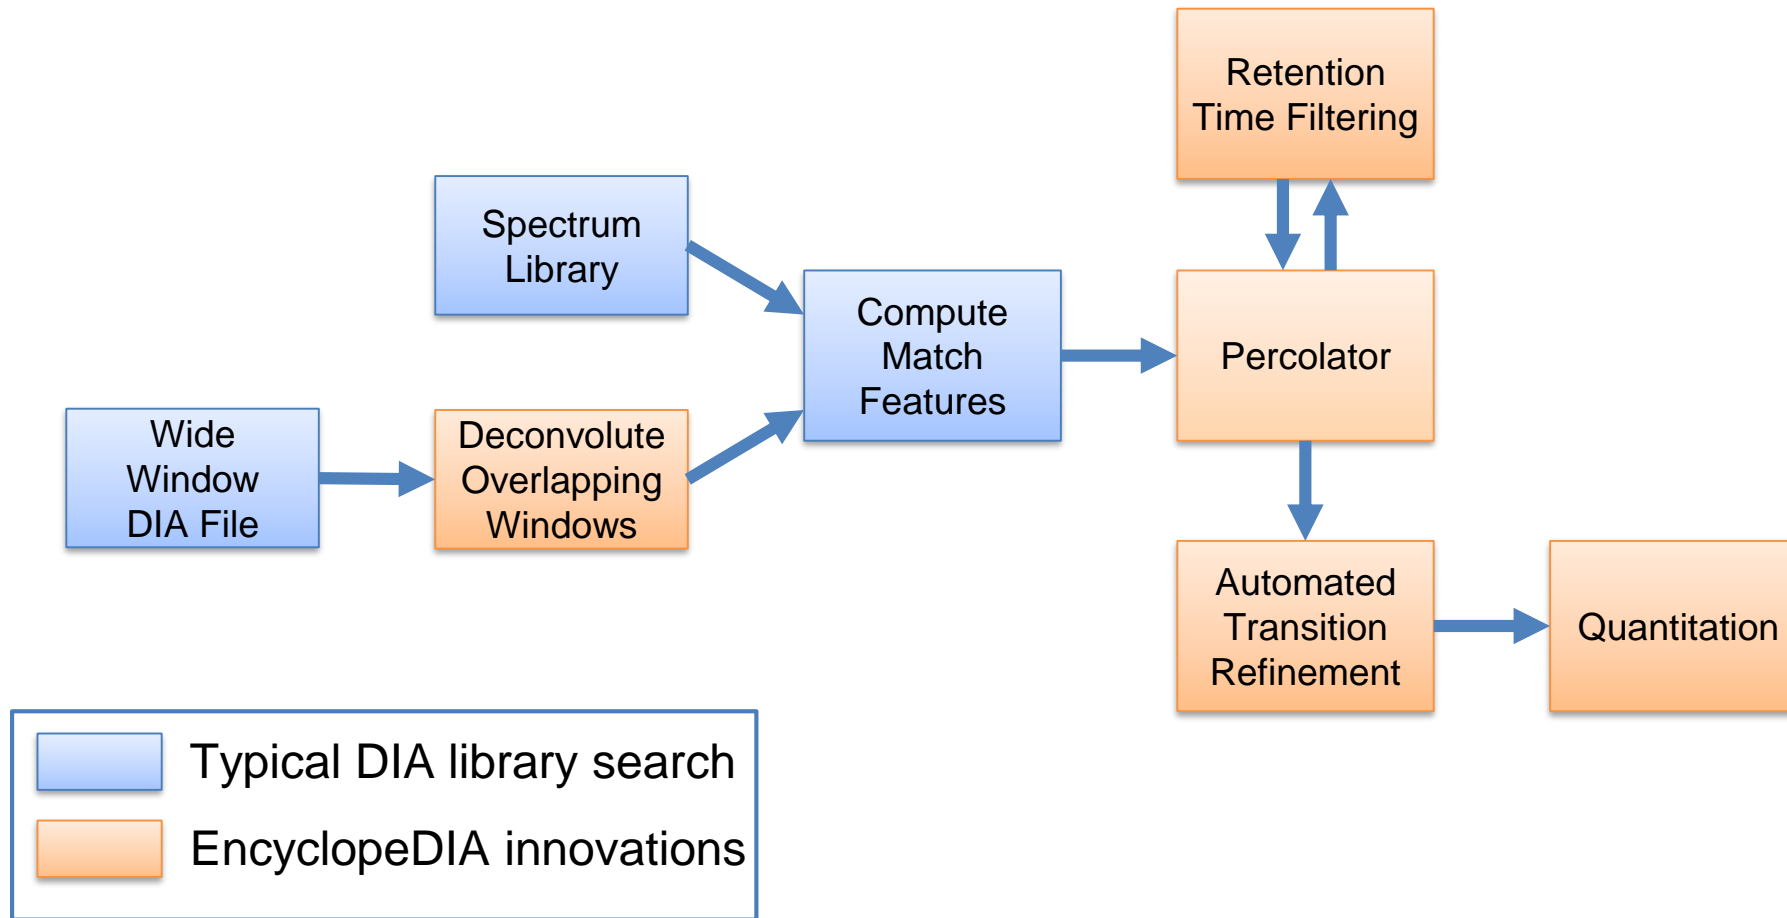 Retention
Time Filtering
Spectrum
Library
Compute
Match
Features
Percolator
Wide
Window
DIA File
Deconvolute
Overlapping
Windows
Automated
Transition
Refinement
Quantitation
Typical DIA library search
EncyclopeDIA innovations